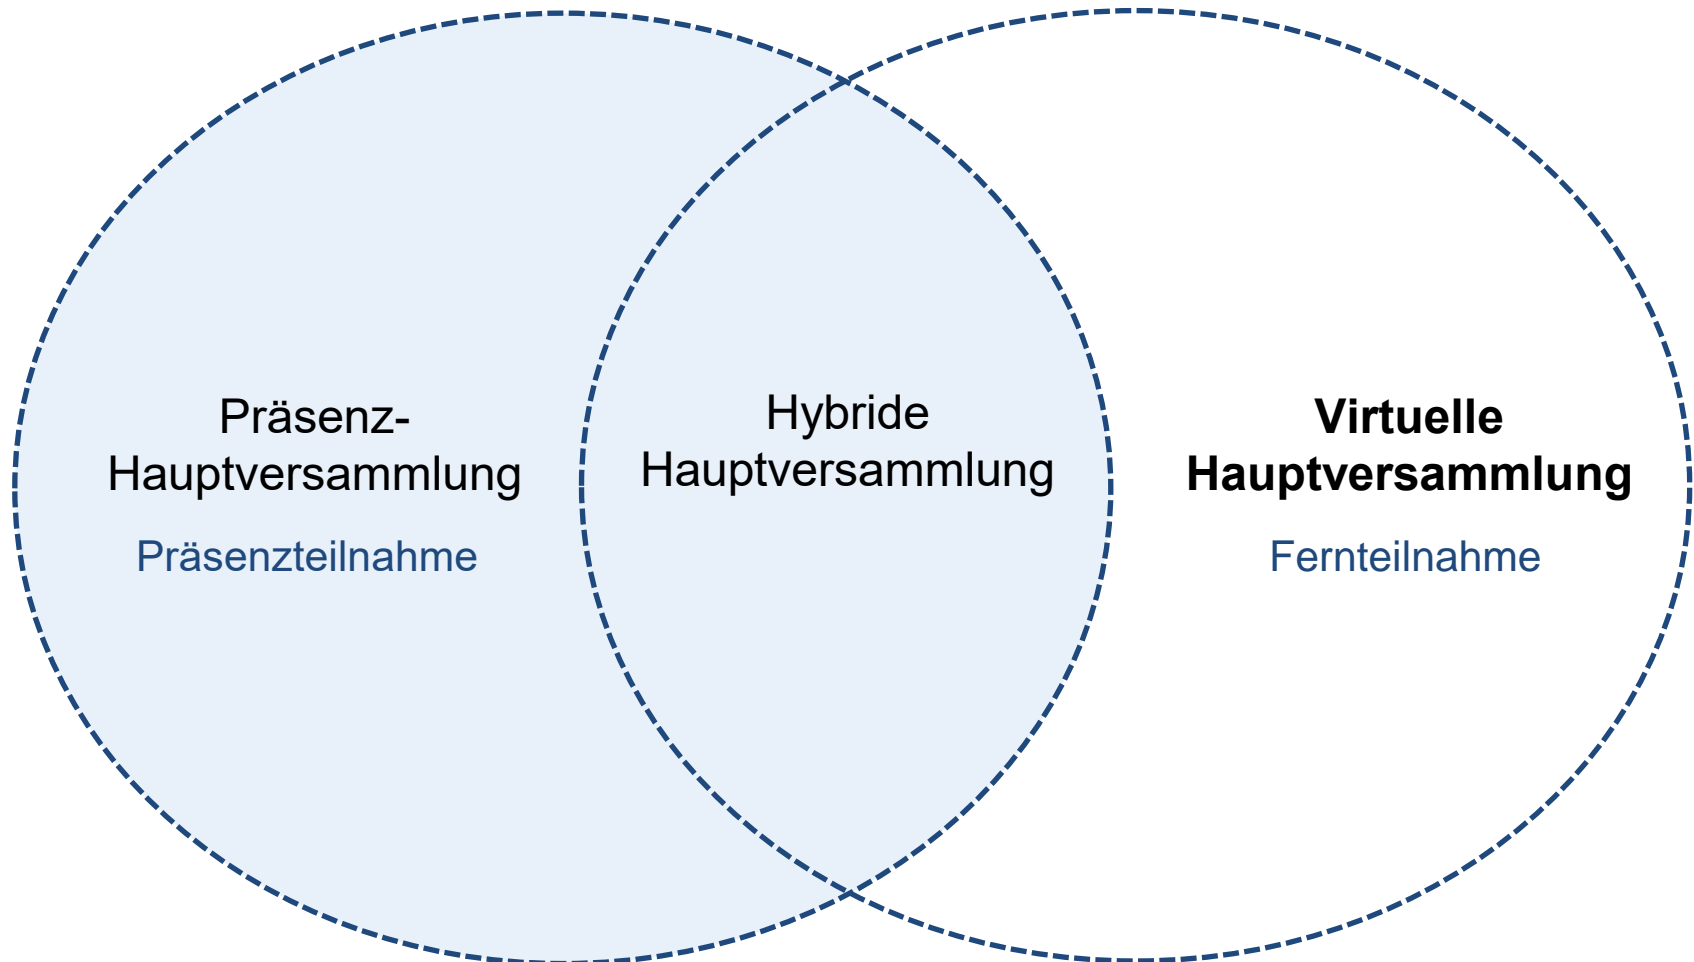 Präsenz-
Hauptversammlung
Präsenzteilnahme
Hybride
Hauptversammlung
Virtuelle
Hauptversammlung
Fernteilnahme